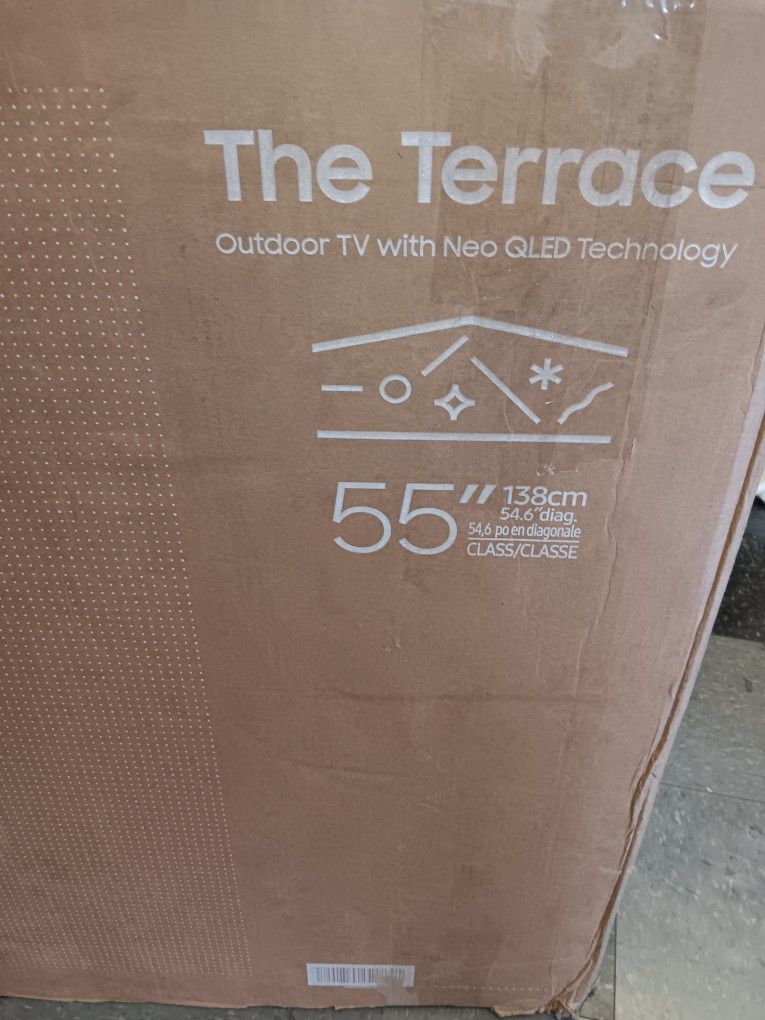 The Terrace
Outdoor TV with Neo QLED Technology
55" 138cm
54.6"diag.
54,6 po en diagonale
CLASS/CLASSE